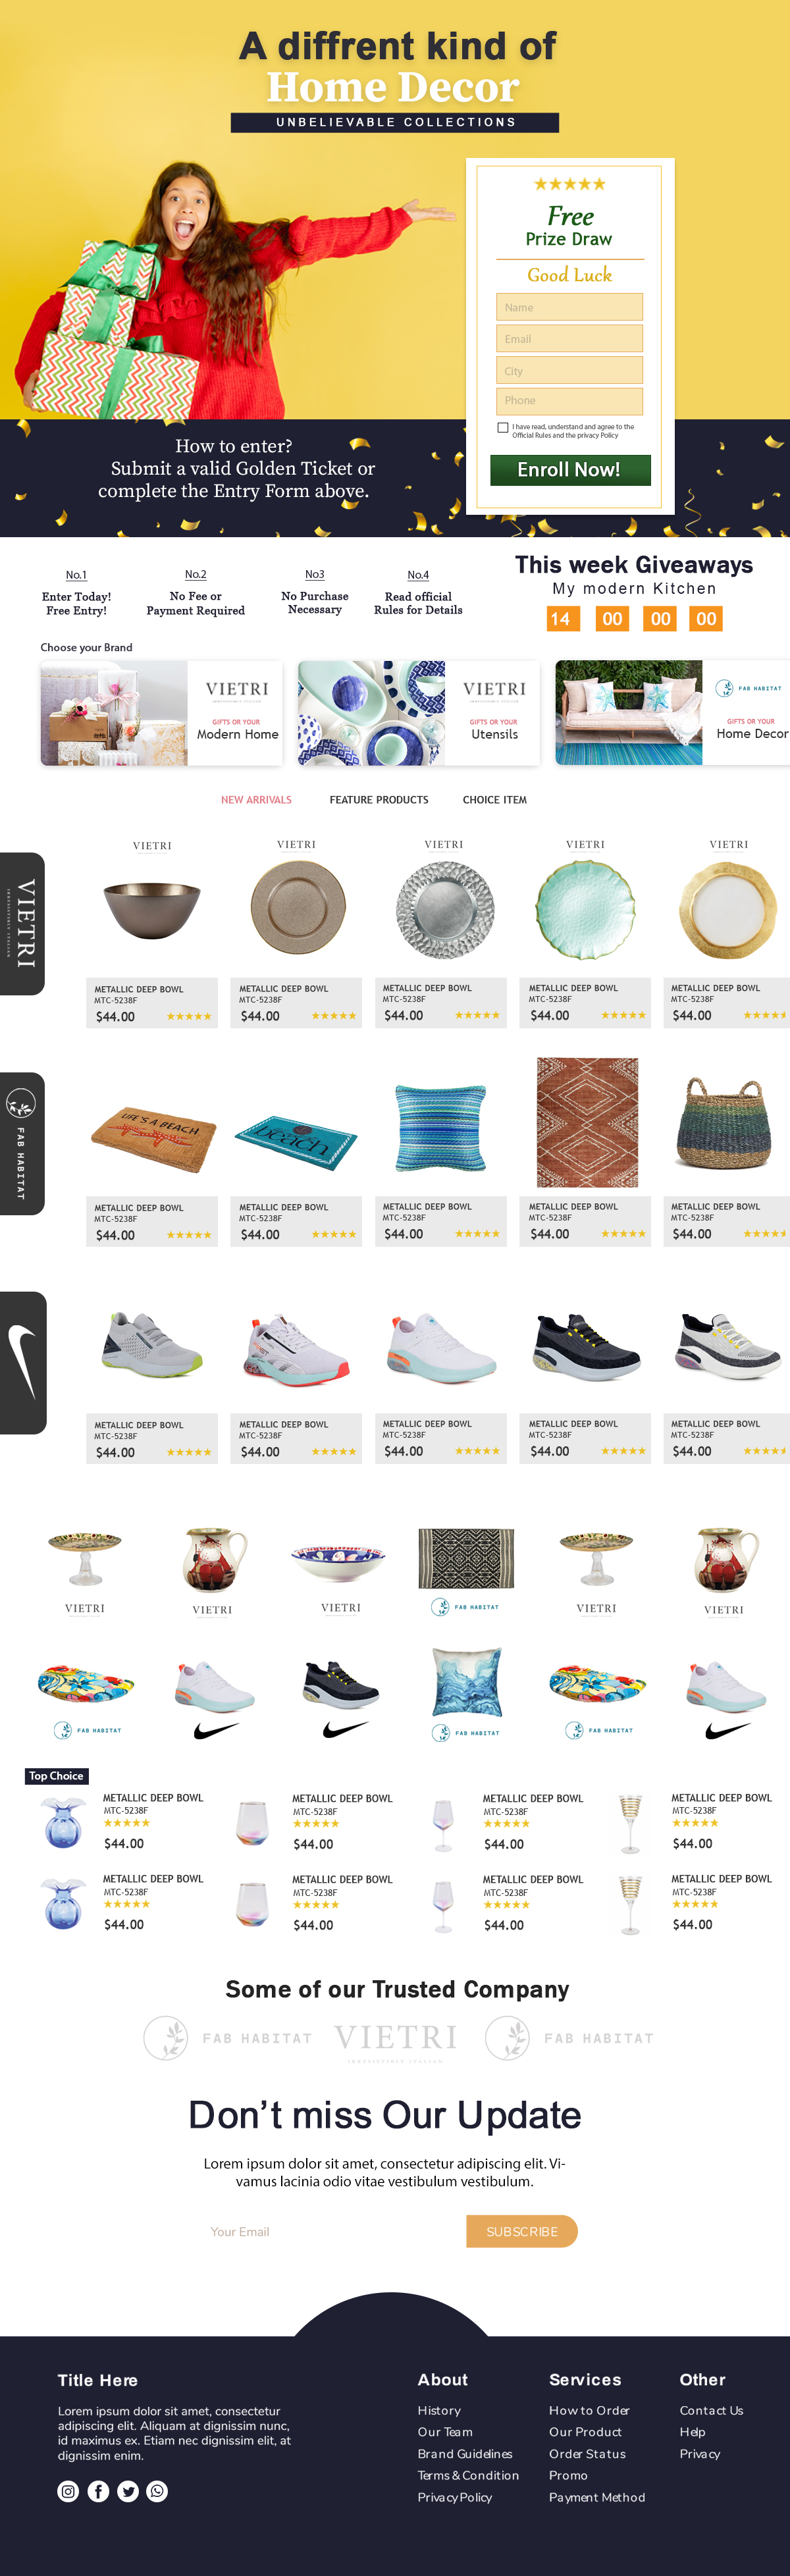 A diffrent kind of
Home Decor
UNBELIEVABLE COLLECTIONS
Free
Prize Draw
Good Luck
Name
Email
City
Phone
I have read, understand and agree to the
Official Rules and the privacy Policy
Enroll Now!
How to enter?
Submit a valid Golden Ticket or
complete the Entry Form above.
No.1
Enter Today!
Free Entry!
No.2
No Fee or
Payment Required
No3
No Purchase
Necessary
No.4
Read official
Rules for Details
This week Giveaways
My modern Kitchen
14 00 00 00
Choose your Brand
VIETRI
GIFTS OR YOUR
Modern Home
VIETRI
GIFTS OR YOUR
Utensils
FAB HABITAT
GIFTS OR YOUR
Home Decor
NEW ARRIVALS FEATURE PRODUCTS CHOICE ITEM
VIETRI
IRRESISTIBLY ITALIAN
VIETRI VIETRI VIETRI VIETRI VIETRI
METALLIC DEEP BOWL METALLIC DEEP BOWL METALLIC DEEP BOWL METALLIC DEEP BOWL METALLIC DEEP BOWL
MTC-5238F MTC-5238F MTC-5238F MTC-5238F MTC-5238F
$44.00 $44.00 $44.00 $44.00 $44.00
FAB HABITAT
LIFE'S A BEACH
beach
METALLIC DEEP BOWL METALLIC DEEP BOWL METALLIC DEEP BOWL METALLIC DEEP BOWL METALLIC DEEP BOWL
MTC-5238F MTC-5238F MTC-5238F MTC-5238F MTC-5238F
$44.00 $44.00 $44.00 $44.00 $44.00
METALLIC DEEP BOWL METALLIC DEEP BOWL METALLIC DEEP BOWL METALLIC DEEP BOWL METALLIC DEEP BOWL
MTC-5238F MTC-5238F MTC-5238F MTC-5238F MTC-5238F
$44.00 $44.00 $44.00 $44.00 $44.00
VIETRI VIETRI VIETRI FAB HABITAT VIETRI VIETRI
FAB HABITAT FAB HABITAT FAB HABITAT
Top Choice
METALLIC DEEP BOWL METALLIC DEEP BOWL METALLIC DEEP BOWL METALLIC DEEP BOWL
MTC-5238F MTC-5238F MTC-5238F MTC-5238F
$44.00 $44.00 $44.00 $44.00
METALLIC DEEP BOWL METALLIC DEEP BOWL METALLIC DEEP BOWL METALLIC DEEP BOWL
MTC-5238F MTC-5238F MTC-5238F MTC-5238F
$44.00 $44.00 $44.00 $44.00
Some of our Trusted Company
FAB HABITAT VIETRI FAB HABITAT
IRRESISTIBLY ITALIAN
Don't miss Our Update
Lorem ipsum dolor sit amet, consectetur adipiscing elit. Vi-
vamus lacinia odio vitae vestibulum vestibulum.
Your Email
SUBSCRIBE
Title Here
Lorem ipsum dolor sit amet, consectetur
adipiscing elit. Aliquam at dignissim nunc,
id maximus ex. Etiam nec dignissim elit, at
dignissim enim.
About
History
Our Team
Brand Guidelines
Terms & Condition
Privacy Policy
Services
How to Order
Our Product
Order Status
Promo
Payment Method
Other
Contact Us
Help
Privacy